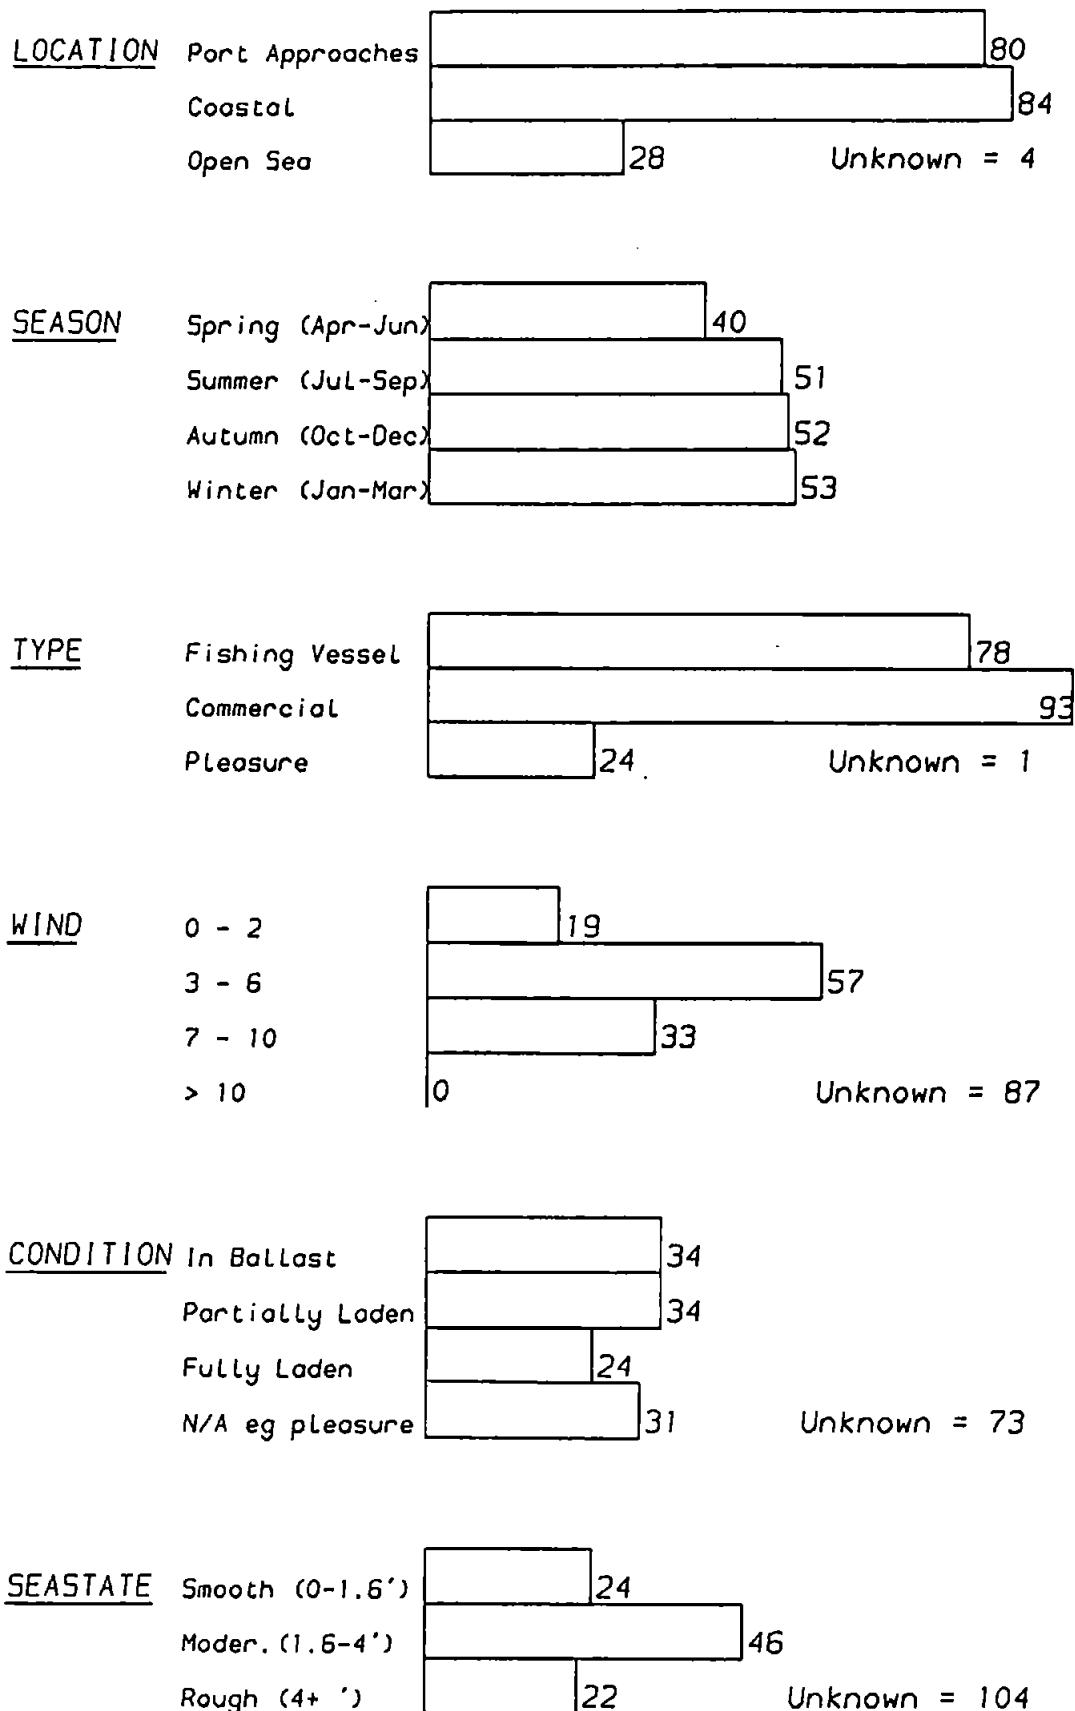 LOCATION Port Approaches 80
Coastal 84
Open Sea 28 Unknown = 4
SEASON Spring (Apr-Jun) 40
Summer (Jul-Sep) 51
Autumn (Oct-Dec) 52
Winter (Jan-Mar) 53
TYPE Fishing Vessel 78
Commercial 93
Pleasure 24 Unknown = 1
WIND 0 - 2 19
3 - 6 57
7 - 10 33
> 10 0 Unknown = 87
CONDITION In Ballast 34
Partially Laden 34
Fully Laden 24
N/A eg pleasure 31 Unknown = 73
SEASTATE Smooth (0-1.6') 24
Moder. (1.6-4') 46
Rough (4+ ') 22 Unknown = 104